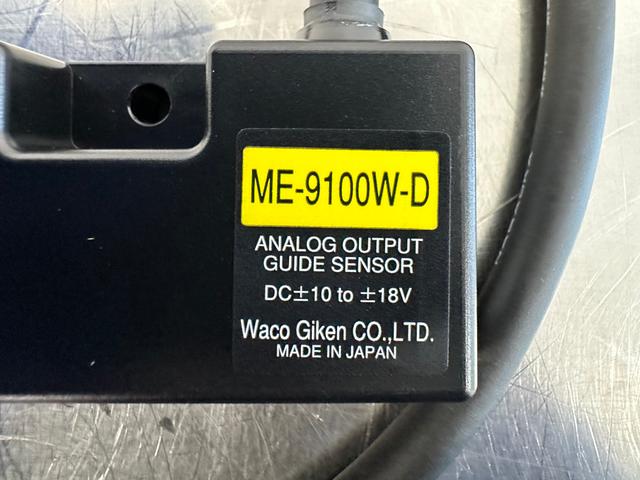 ME-9100W-D
ANALOG OUTPUT
GUIDE SENSOR
DC±10 to ±18V
Waco Giken CO.,LTD.
MADE IN JAPAN